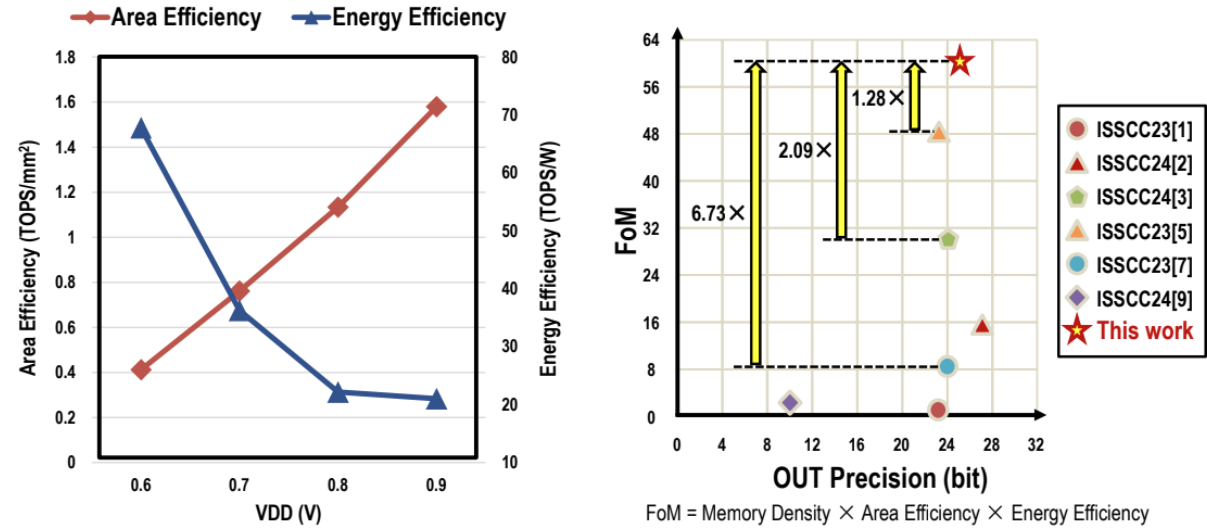 Area Efficiency
Energy Efficiency
Area Efficiency (TOPS/mm²)
1.8
1.6
1.4
1.2
1
0.8
0.6
0.4
0.2
0
80
70
60
50
40
30
20
10
Energy Efficiency (TOPS/W)
0.6 0.7 0.8 0.9
VDD (V)
FoM
64
56
48
40
32
24
16
8
0
1.28×
2.09×
6.73×
0 4 8 12 16 20 24 28 32
OUT Precision (bit)
FoM = Memory Density × Area Efficiency × Energy Efficiency
ISSCC23[1]
ISSCC24[2]
ISSCC24[3]
ISSCC23[5]
ISSCC23[7]
ISSCC24[9]
This work